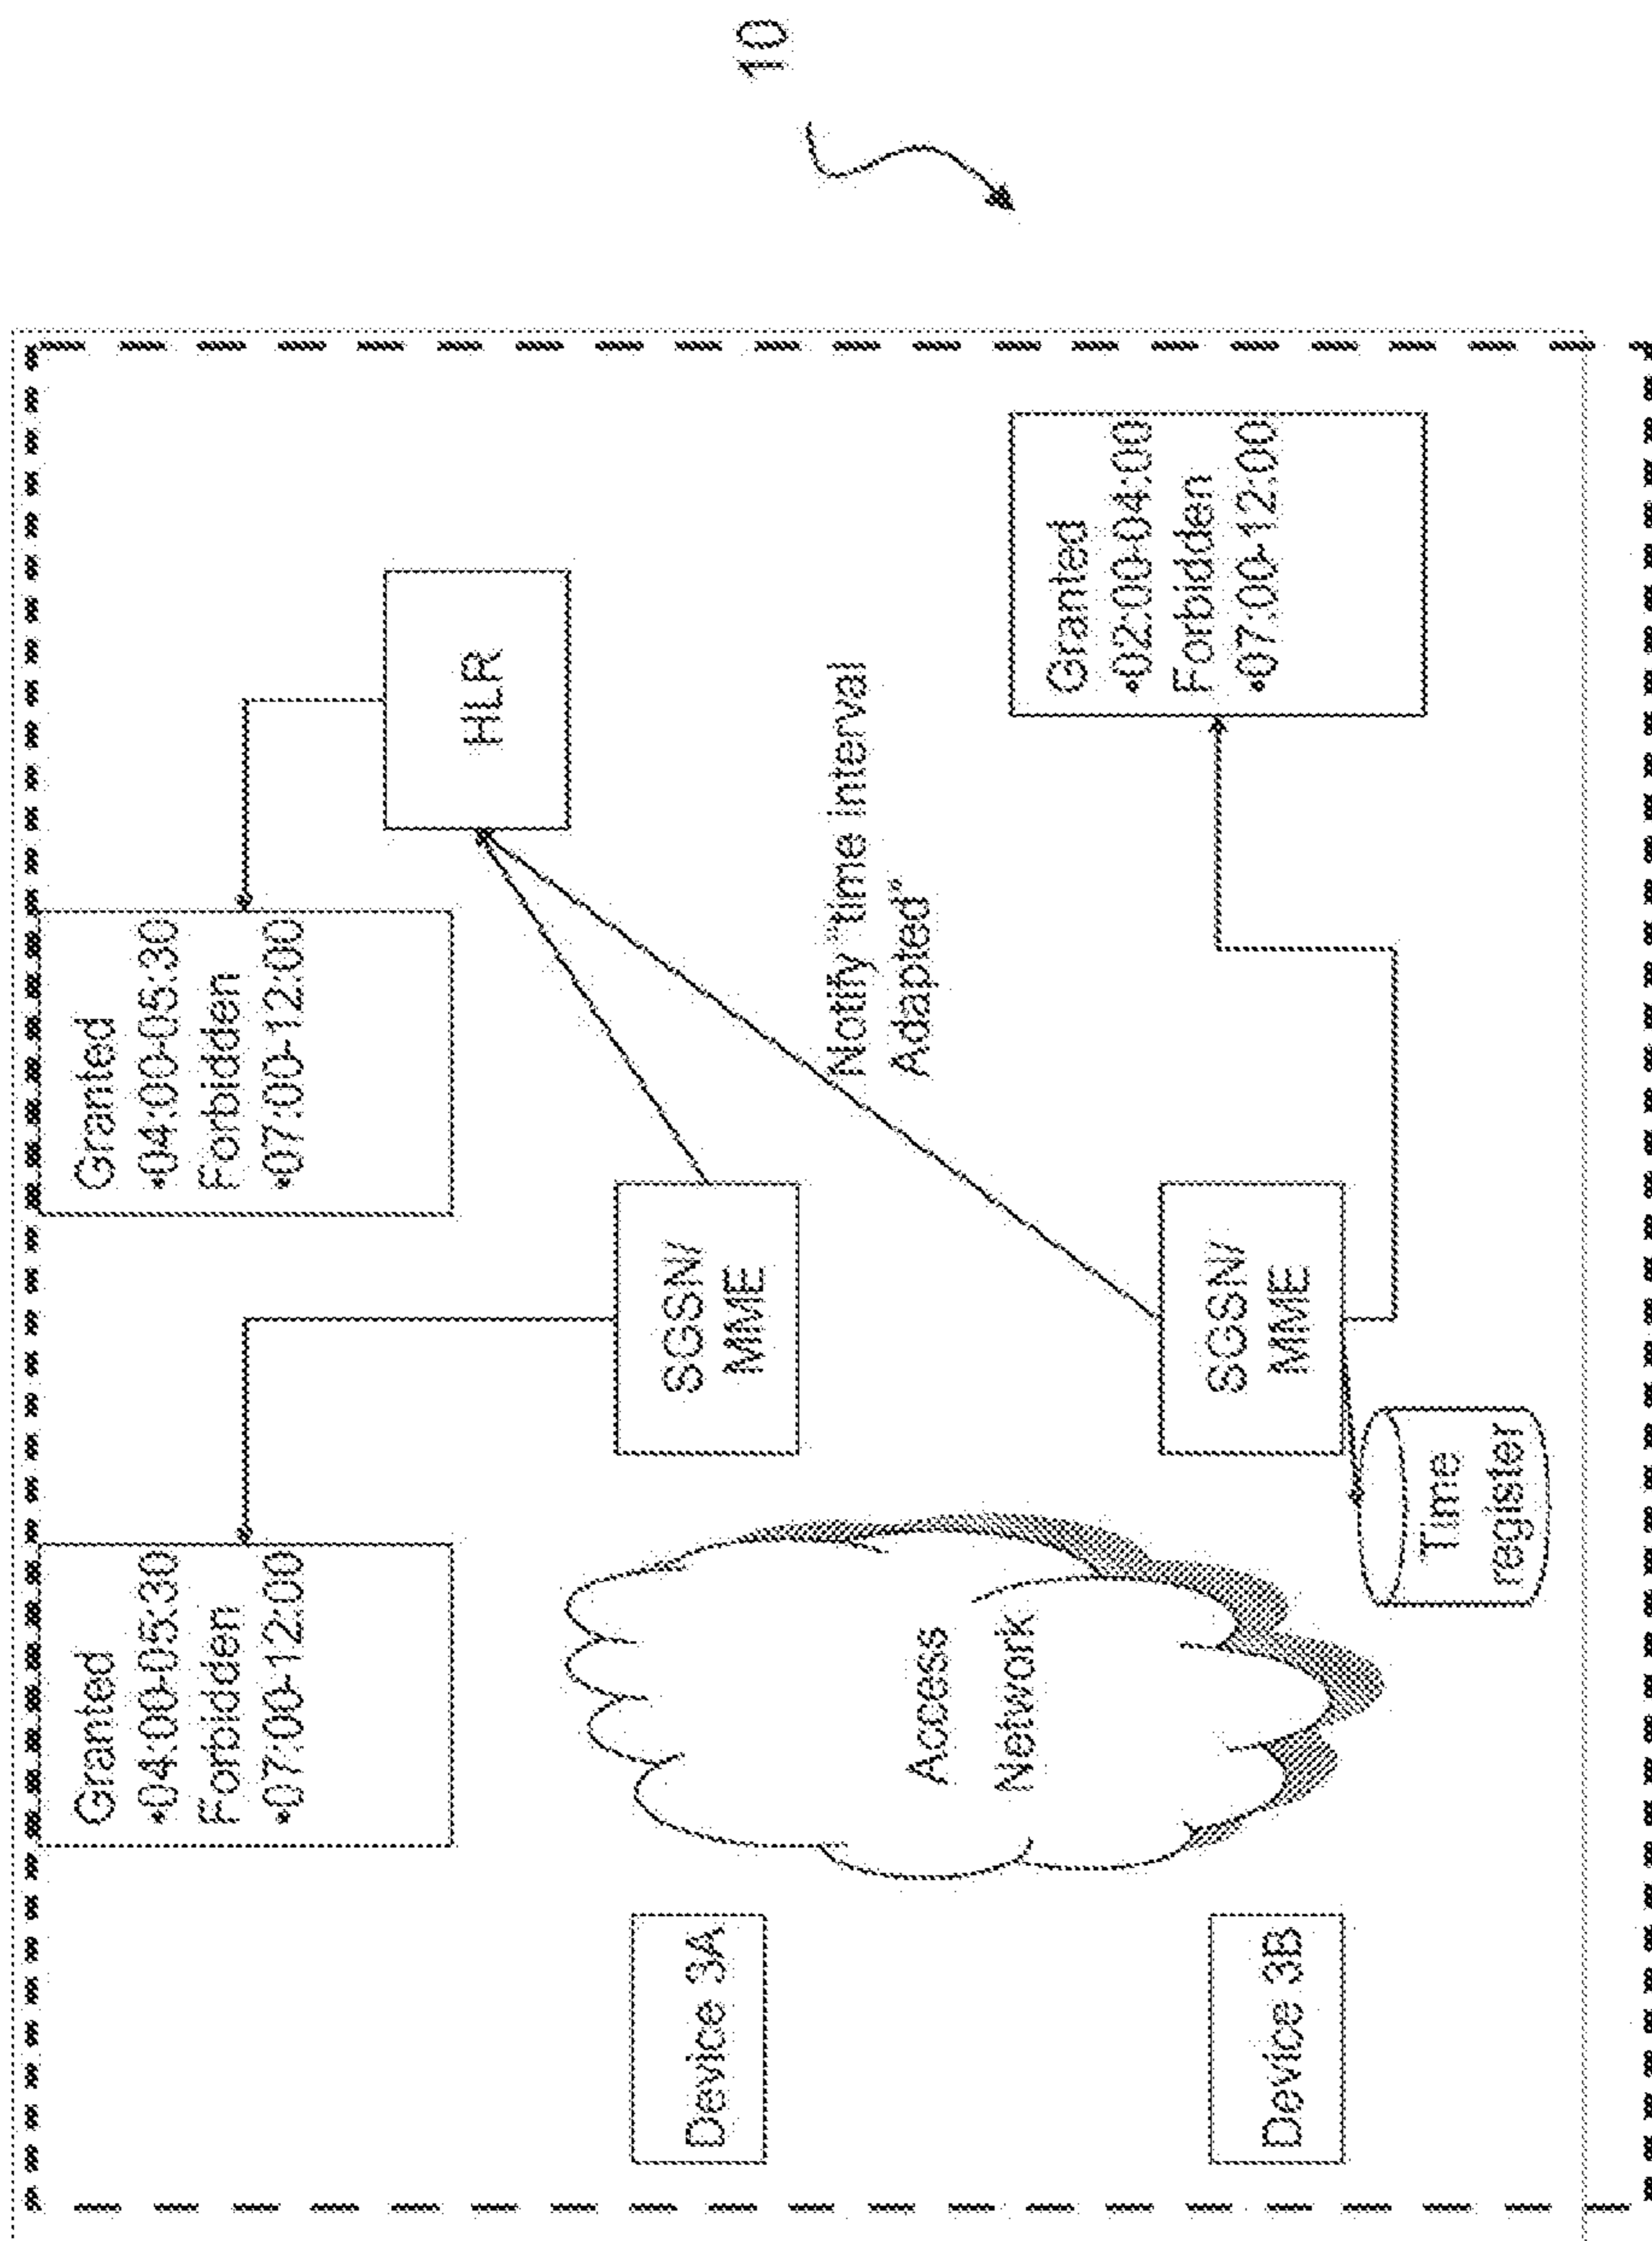 10
Granted
•04:00-05:30
Forbidden
•07:00-12:00
Granted
•04:00-05:30
Forbidden
•07:00-12:00
HLR
SGSN/
MME
Device 3A
Notify "time interval
Adapted"
Access
Network
Granted
•02:00-04:00
Forbidden
•07:00-12:00
SGSN/
MME
Device 3B
Time
register